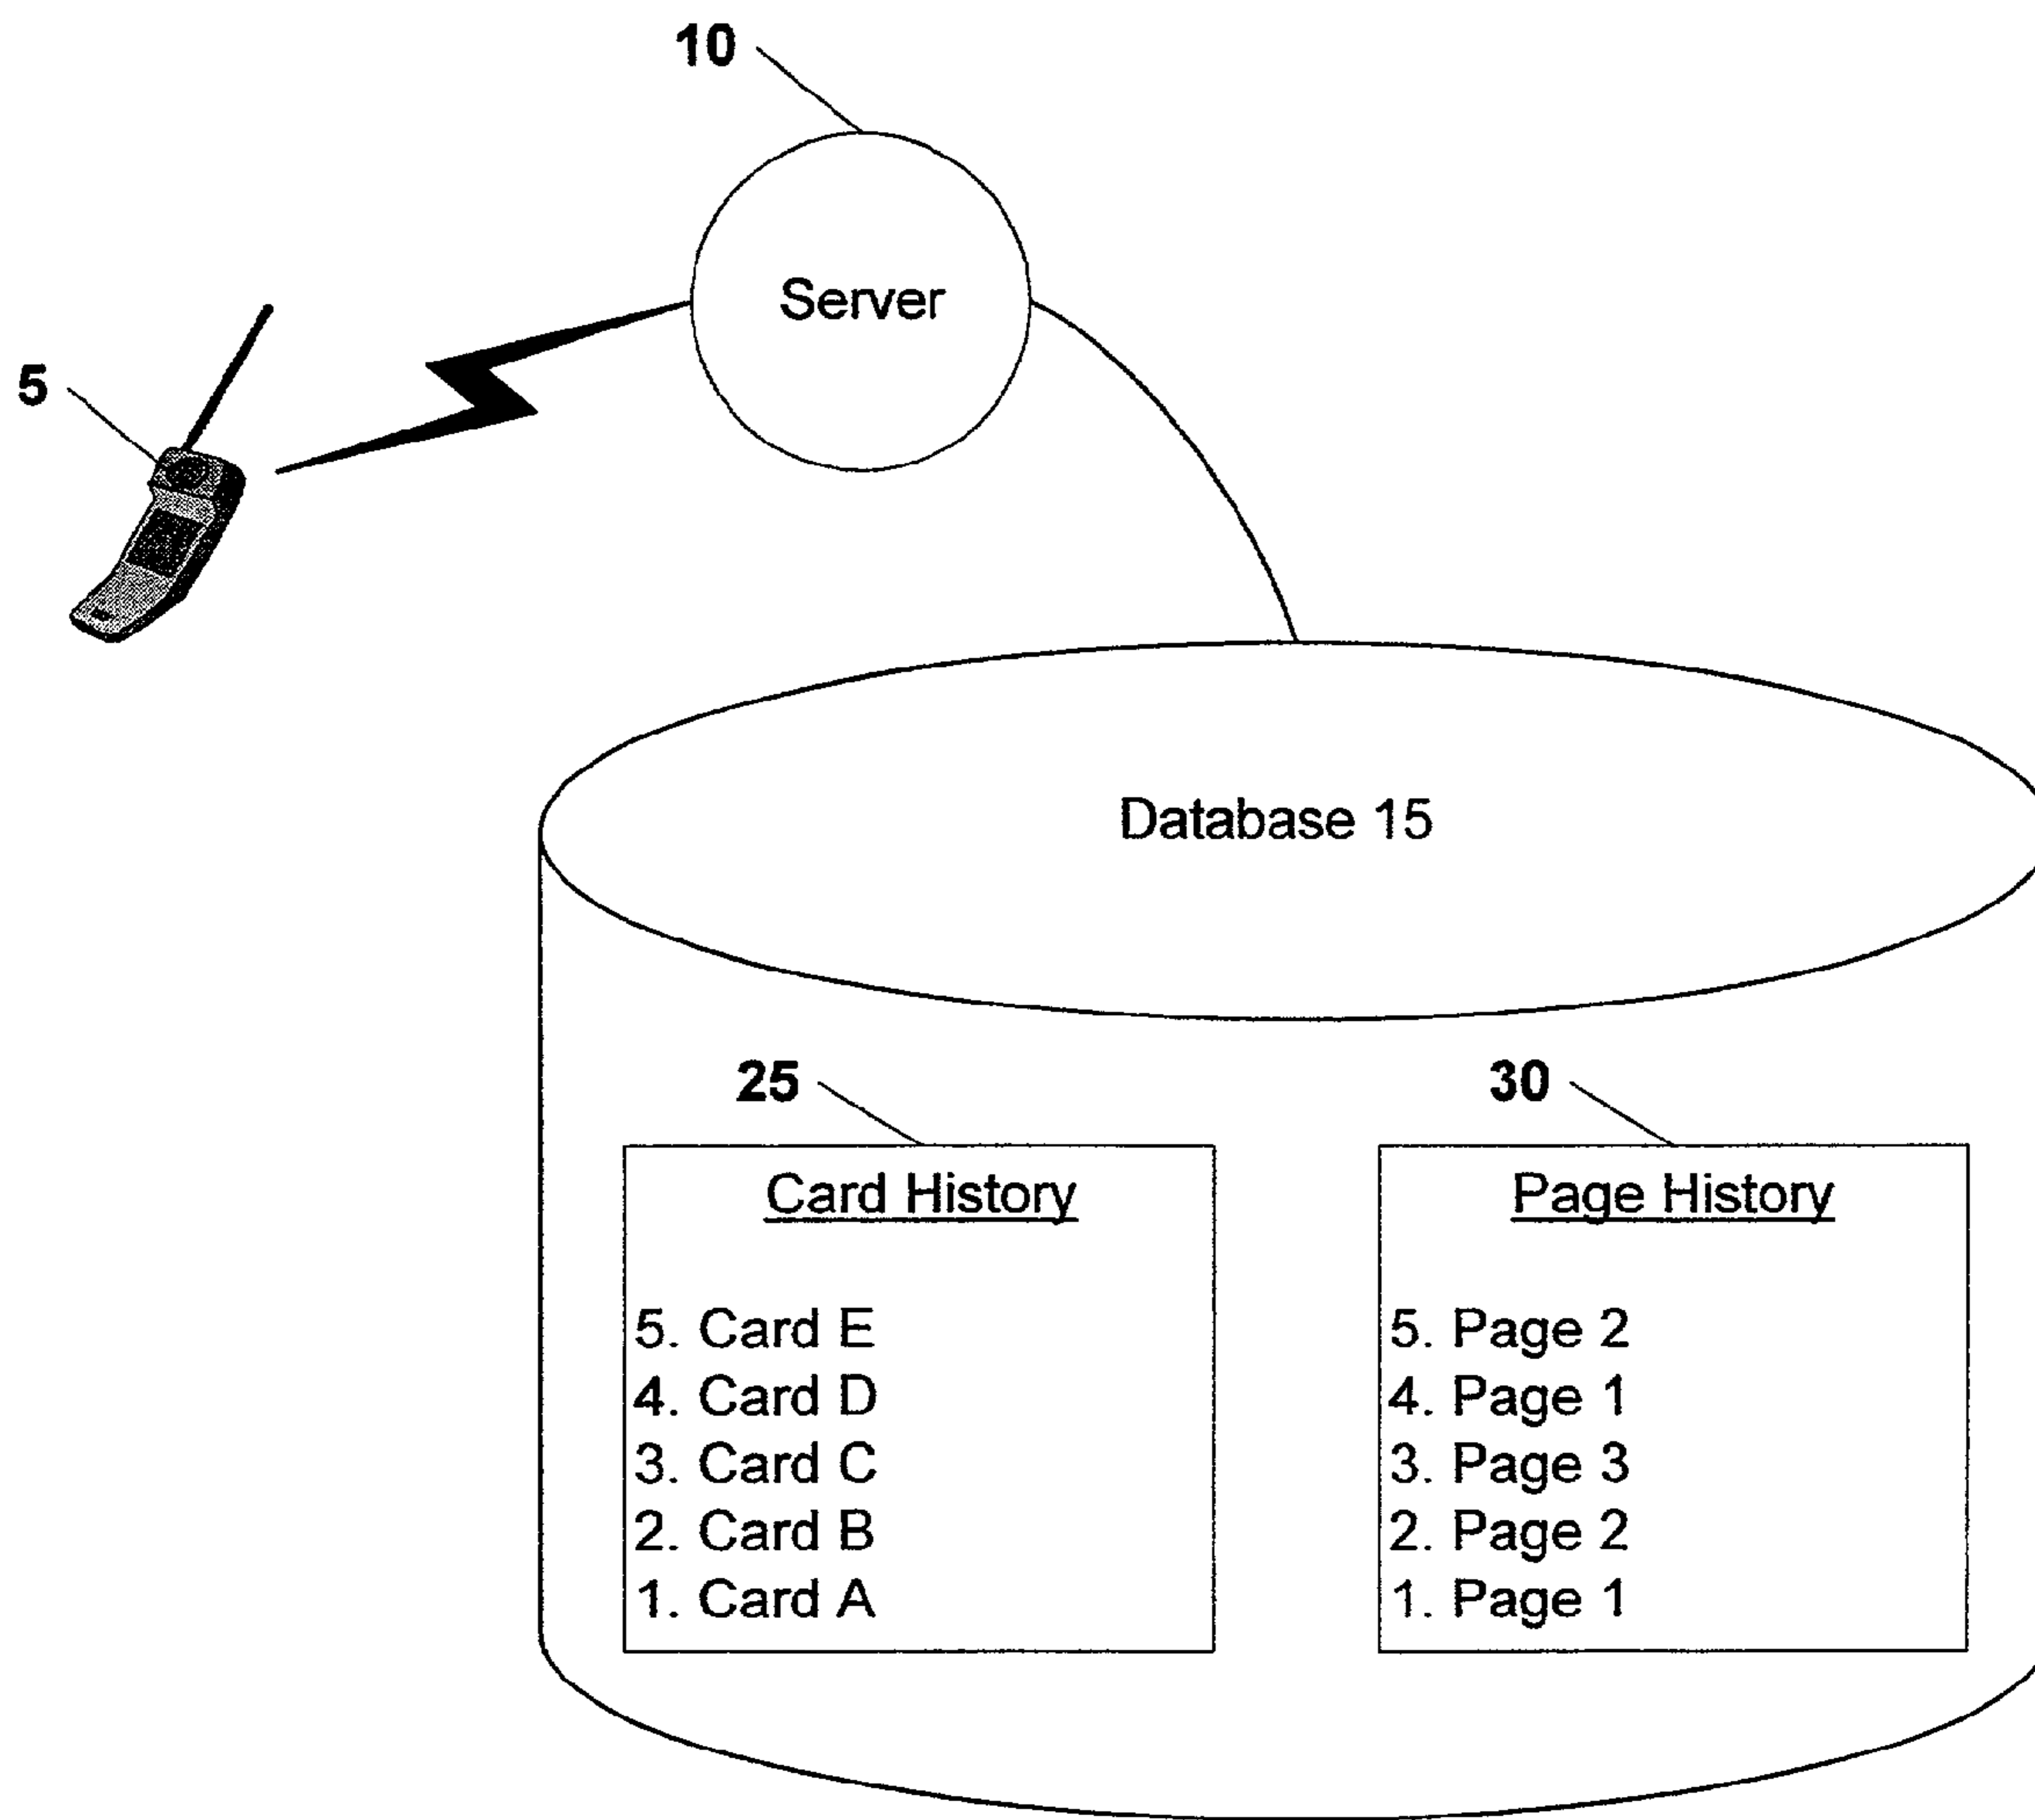 10
Server
5
Database 15
25
30
Card History
5. Card E
4. Card D
3. Card C
2. Card B
1. Card A
Page History
5. Page 2
4. Page 1
3. Page 3
2. Page 2
1. Page 1